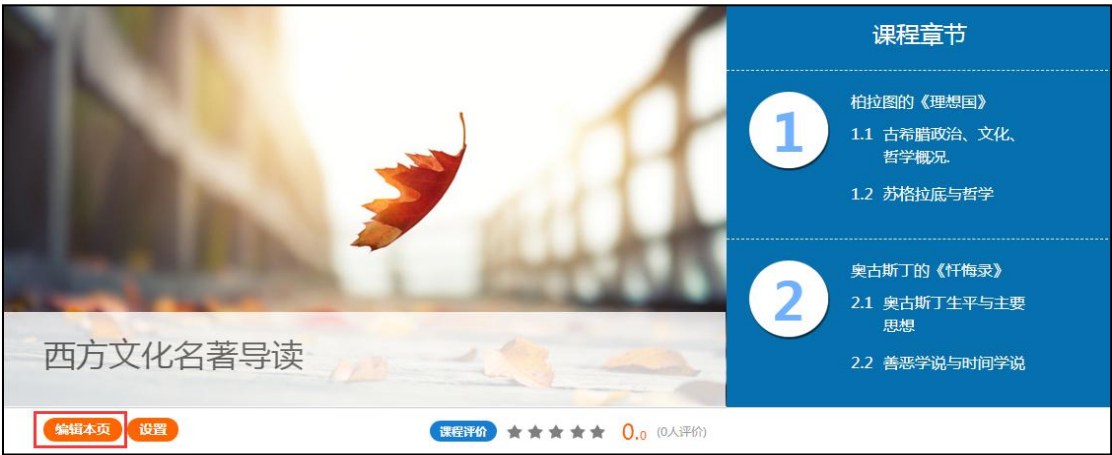 课程章节
1
柏拉图的《理想国》
1.1 古希腊政治、文化、
哲学概况.
1.2 苏格拉底与哲学
2
奥古斯丁的《忏悔录》
2.1 奥古斯丁生平与主要
思想
2.2 善恶学说与时间学说
西方文化名著导读
编辑本页 设置 课程评价 0.0 (0人评价)